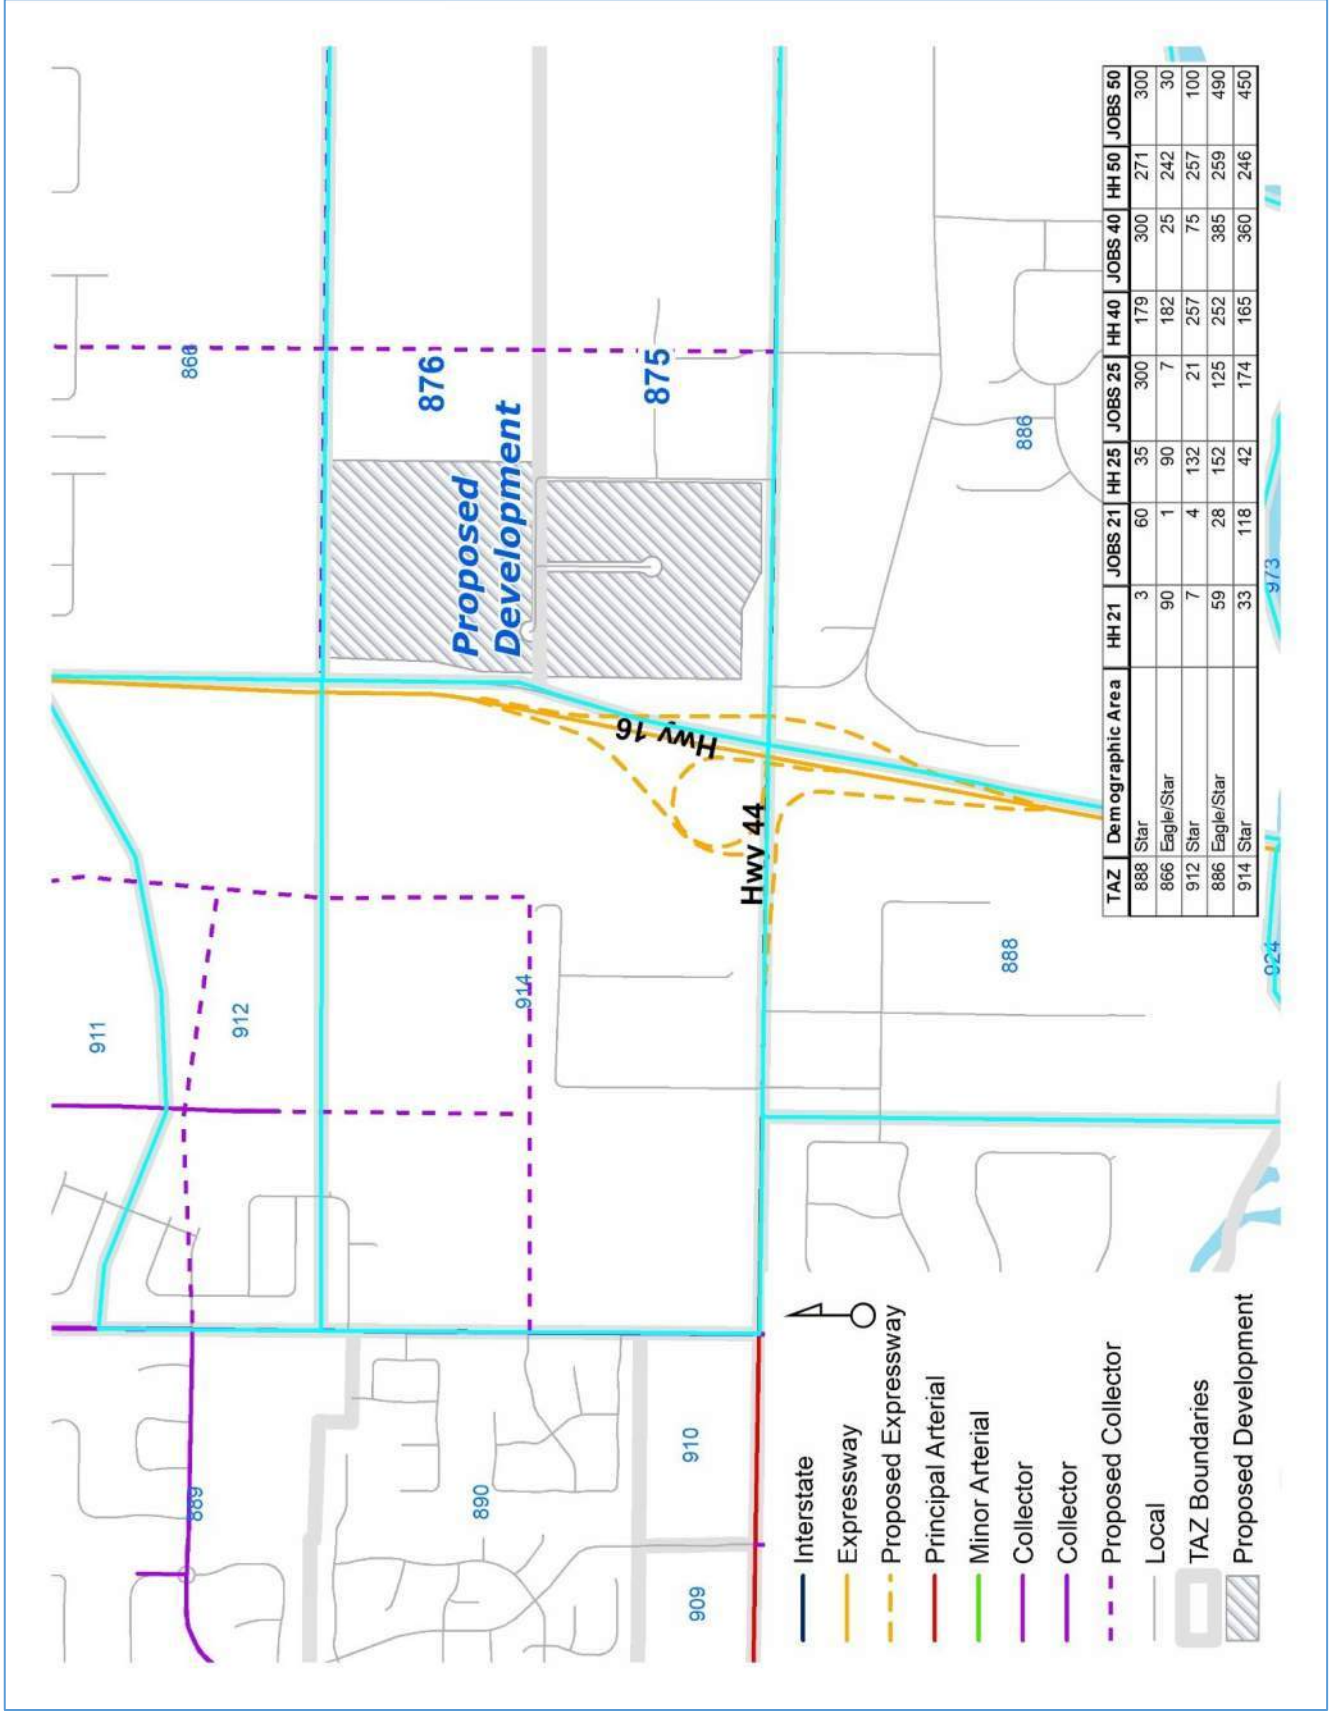 911
889
866
912
876
Proposed
Development
914
890
875
Hwy 16
910
909
Hwy 44
888
886
973
924
Interstate
Expressway
Proposed Expressway
Principal Arterial
Minor Arterial
Collector
Collector
Proposed Collector
Local
TAZ Boundaries
Proposed Development
TAZ Demographic Area HH 21 JOBS 21 HH 25 JOBS 25 HH 40 JOBS 40 HH 50 JOBS 50
888 Star 3 60 35 300 179 300 271 300
866 Eagle/Star 90 1 90 7 182 25 242 30
912 Star 7 4 132 21 257 75 257 100
886 Eagle/Star 59 28 152 125 252 385 259 490
914 Star 33 118 42 174 165 360 246 450